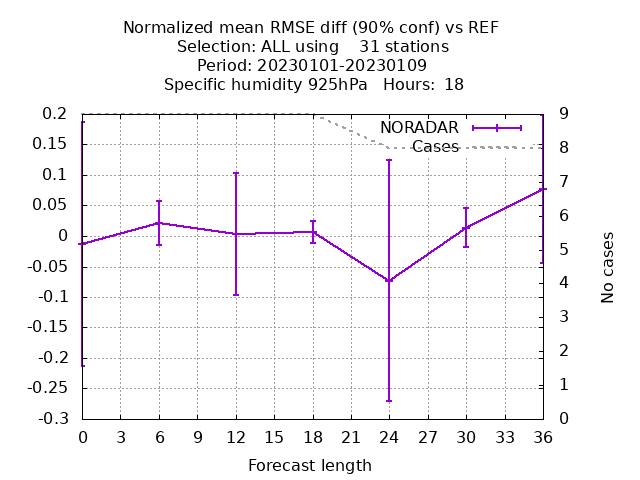 Normalized mean RMSE diff (90% conf) vs REF
Selection: ALL using    31 stations
Period: 20230101-20230109
Specific humidity 925hPa   Hours:  18
NORADAR
Cases
0.2
0.15
0.1
0.05
0
-0.05
-0.1
-0.15
-0.2
-0.25
-0.3
9
8
7
6
5
4
3
2
1
0
No cases
0 3 6 9 12 15 18 21 24 27 30 33 36
Forecast length